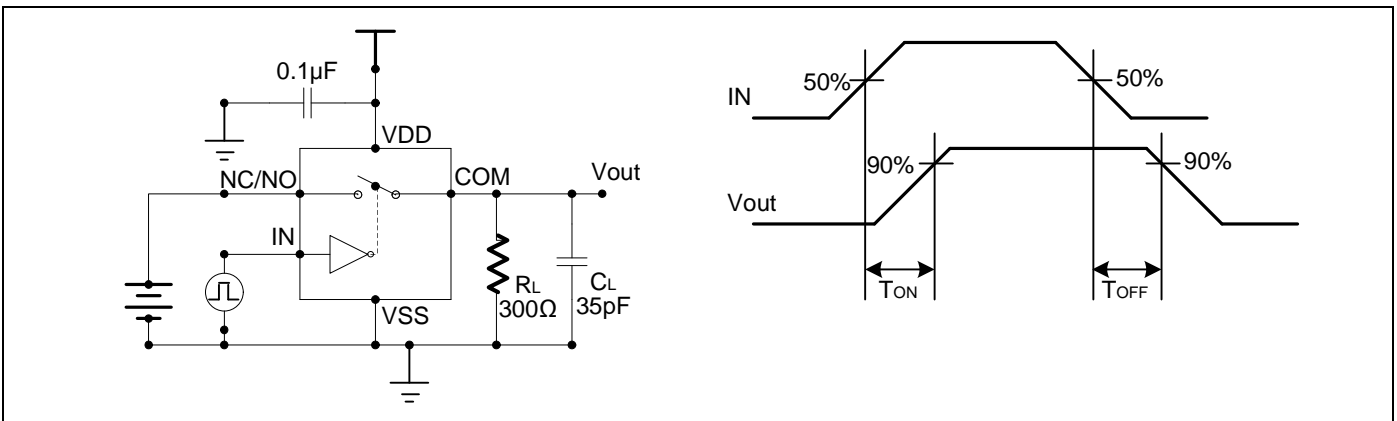 0.1µF
VDD
NC/NO
COM
Vout
IN
RL
300Ω
CL
35pF
VSS
IN
50%
50%
90%
90%
Vout
TON
TOFF